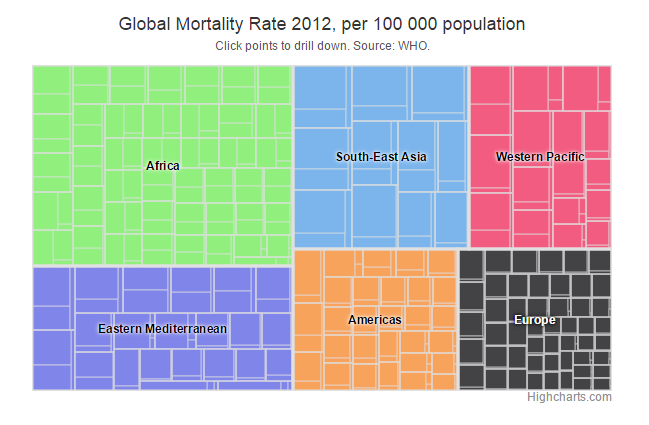 Global Mortality Rate 2012, per 100 000 population
Click points to drill down. Source: WHO.
Africa
South-East Asia
Western Pacific
Eastern Mediterranean
Americas
Europe
Highcharts.com